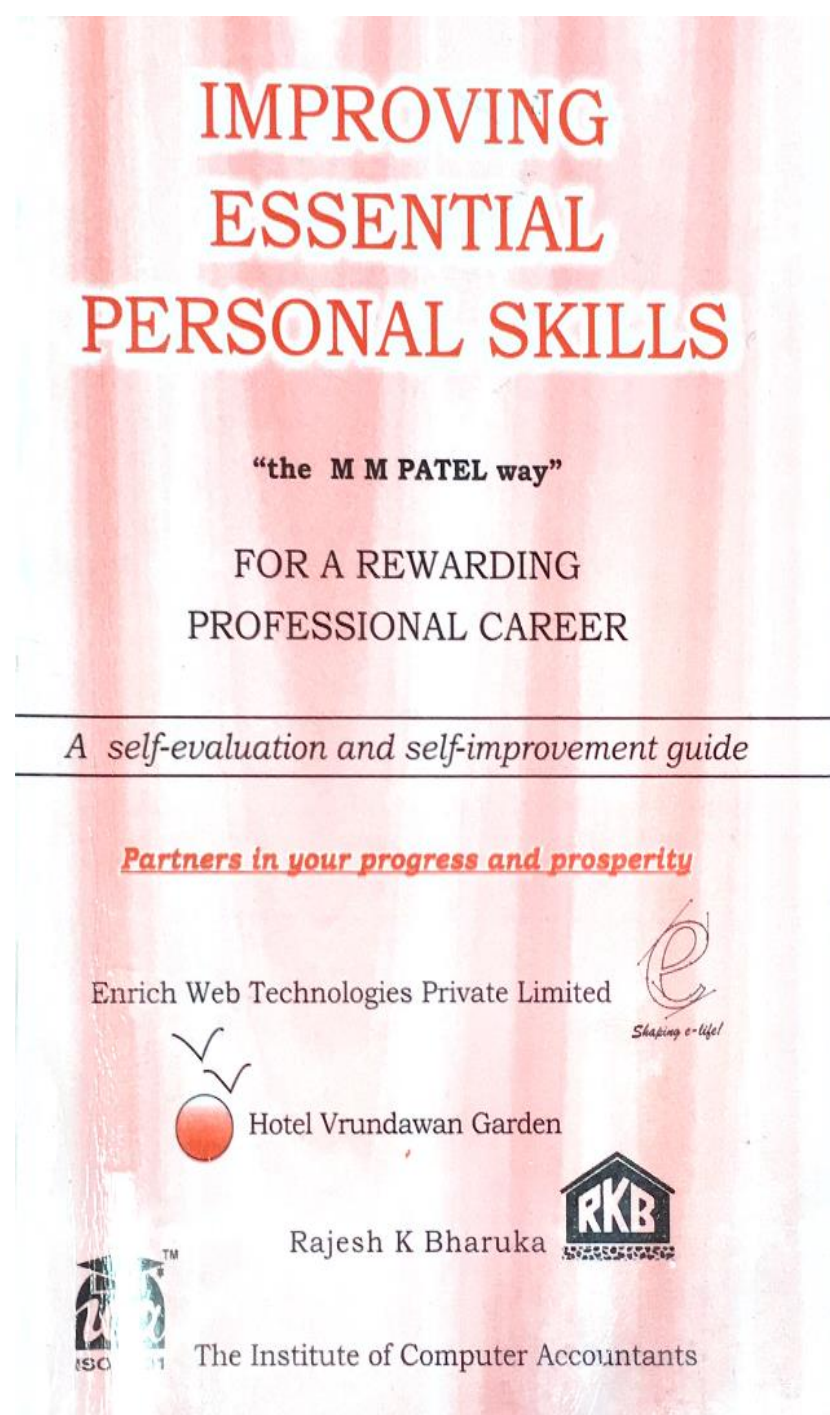 IMPROVING
ESSENTIAL
PERSONAL SKILLS
“the M M PATEL way”
FOR A REWARDING
PROFESSIONAL CAREER
A self-evaluation and self-improvement guide
Partners in your progress and prosperity
Enrich Web Technologies Private Limited
e
Shaping e-life!
Hotel Vrundawan Garden
RKB
Rajesh K Bharuka
TM
The Institute of Computer Accountants